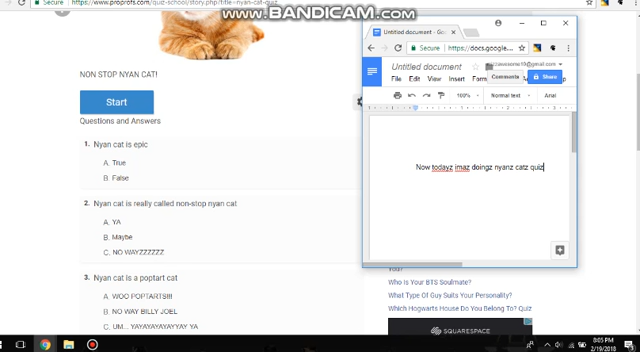 Secure
https://www.proprofs.com/quiz-school/story.php?title=nyan-cat-quiz
www.BANDICAM.com
NON STOP NYAN CAT!
Start
Questions and Answers
1. Nyan cat is epic
A. True
B. False
2. Nyan cat is really called non-stop nyan cat
A. YA
B. Maybe
C. NO WAYZZZZZZ
3. Nyan cat is a poptart cat
A. WOO POPTARTS!!!
B. NO WAY BILLY JOEL
C. UM... YAYAYAYAYAYYAY YA
Untitled document - Go
Secure
https://docs.google.
Untitled document
File Edit View Insert
Comments
Share
100%
Normal text
Arial
Now todayz imaz doingz nyanz catz quiz
You?
Who Is Your BTS Soulmate?
What Type Of Guy Suits Your Personality?
Which Hogwarts House Do You Belong To? Quiz
SQUARESPACE
8:05 PM
2/19/2018